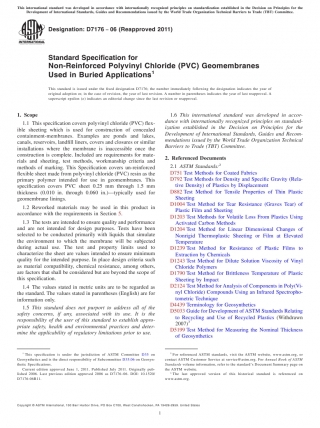 This international standard was developed in accordance with internationally recognized principles on standardization established in the Decision on Principles for the
Development of International Standards, Guides and Recommendations issued by the World Trade Organization Technical Barriers to Trade (TBT) Committee.
Designation: D7176 – 06 (Reapproved 2011)
Standard Specification for
Non-Reinforced Polyvinyl Chloride (PVC) Geomembranes
Used in Buried Applications1
This standard is issued under the fixed designation D7176; the number immediately following the designation indicates the year of
original adoption or, in the case of revision, the year of last revision. A number in parentheses indicates the year of last reapproval. A
superscript epsilon (ε) indicates an editorial change since the last revision or reapproval.
1. Scope
1.1 This specification covers polyvinyl chloride (PVC) flex-
ible sheeting which is used for construction of concealed
containment-members. Examples are ponds and lakes,
canals, reservoirs, landfill liners, covers and closures or similar
installations where the membrane is inaccessible once the
construction is complete. Included are requirements for mate-
rials and sheeting, test methods, workmanship criteria and
methods of marking. This Specification covers un-reinforced
flexible sheet made from polyvinyl chloride (PVC) resin as the
primary polymer intended for use in geomembranes. This
specification covers PVC sheet 0.25 mm through 1.5 mm
thickness (0.010 in. through 0.060 in.)—typically used for
geomembrane linings.
1.2 Reworked materials may be used in this product in
accordance with the requirements in Section 5.
1.3 The tests are intended to ensure quality and performance
and are not intended for design purposes. Tests have been
selected to be conducted primarily with liquids that simulate
the environment to which the membrane will be subjected
during actual use. The test and property limits used to
characterize the sheet are values intended to ensure minimum
quality for the intended purpose. In place design criteria such
as material compatibility, chemical resistance, among others,
are factors that shall be considered but are beyond the scope of
this specification.
1.4 The values stated in metric units are to be regarded as
the standard. The values stated in parentheses (English) are for
information only.
1.5 This standard does not purport to address all of the
safety concerns, if any, associated with its use. It is the
responsibility of the user of this standard to establish appro-
priate safety, health and environmental practices and deter-
mine the applicability of regulatory limitations prior to use.
1.6 This international standard was developed in accor-
dance with internationally recognized principles on standard-
ization established in the Decision on Principles for the
Development of International Standards, Guides and Recom-
mendations issued by the World Trade Organization Technical
Barriers to Trade (TBT) Committee.
2. Referenced Documents
2.1 ASTM Standards:2
D751 Test Methods for Coated Fabrics
D792 Test Methods for Density and Specific Gravity (Rela-
tive Density) of Plastics by Displacement
D882 Test Method for Tensile Properties of Thin Plastic
Sheeting
D1004 Test Method for Tear Resistance (Graves Tear) of
Plastic Film and Sheeting
D1203 Test Methods for Volatile Loss From Plastics Using
Activated Carbon Methods
D1204 Test Method for Linear Dimensional Changes of
Nonrigid Thermoplastic Sheeting or Film at Elevated
Temperature
D1239 Test Method for Resistance of Plastic Films to
Extraction by Chemicals
D1243 Test Method for Dilute Solution Viscosity of Vinyl
Chloride Polymers
D1790 Test Method for Brittleness Temperature of Plastic
Sheeting by Impact
D2124 Test Method for Analysis of Components in Poly(Vi-
nyl Chloride) Compounds Using an Infrared Spectropho-
tometric Technique
D4439 Terminology for Geosynthetics
D5033 Guide for Development of ASTM Standards Relating
to Recycling and Use of Recycled Plastics (Withdrawn
2007)3
D5199 Test Method for Measuring the Nominal Thickness
of Geosynthetics
1 This specification is under the jurisdiction of ASTM Committee D35 on
Geosynthetics and is the direct responsibility of Subcommittee D35.10 on Geosyn-
thetics.
Current edition approved June 1, 2011. Published July 2011. Originally pub-
2 For referenced ASTM standards, visit the ASTM website, www.astm.org, or
contact ASTM Customer Service at service@astm.org. For Annual Book of ASTM
Standards volume information, refer to the standard's Document Summary page on
the ASTM website.
3 The last approved version of this historical standard is referenced on
www.astm.org.
1